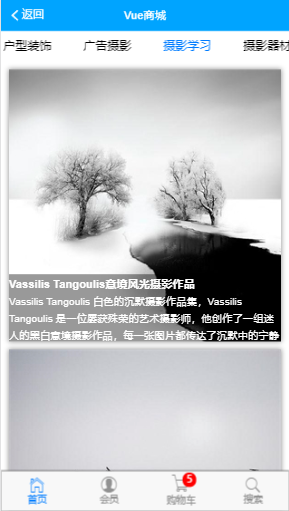 返回
Vue商城
户型装饰 广告摄影 摄影学习 摄影器材
Vassilis Tangoulis意境风光摄影作品
Vassilis Tangoulis 白色的沉默摄影作品集，Vassilis
Tangoulis 是一位屡获殊荣的艺术摄影师，他创作了一组迷
人的黑白意境摄影作品，每一张图片都传达了沉默中的宁静
5
首页 会员 购物车 搜索